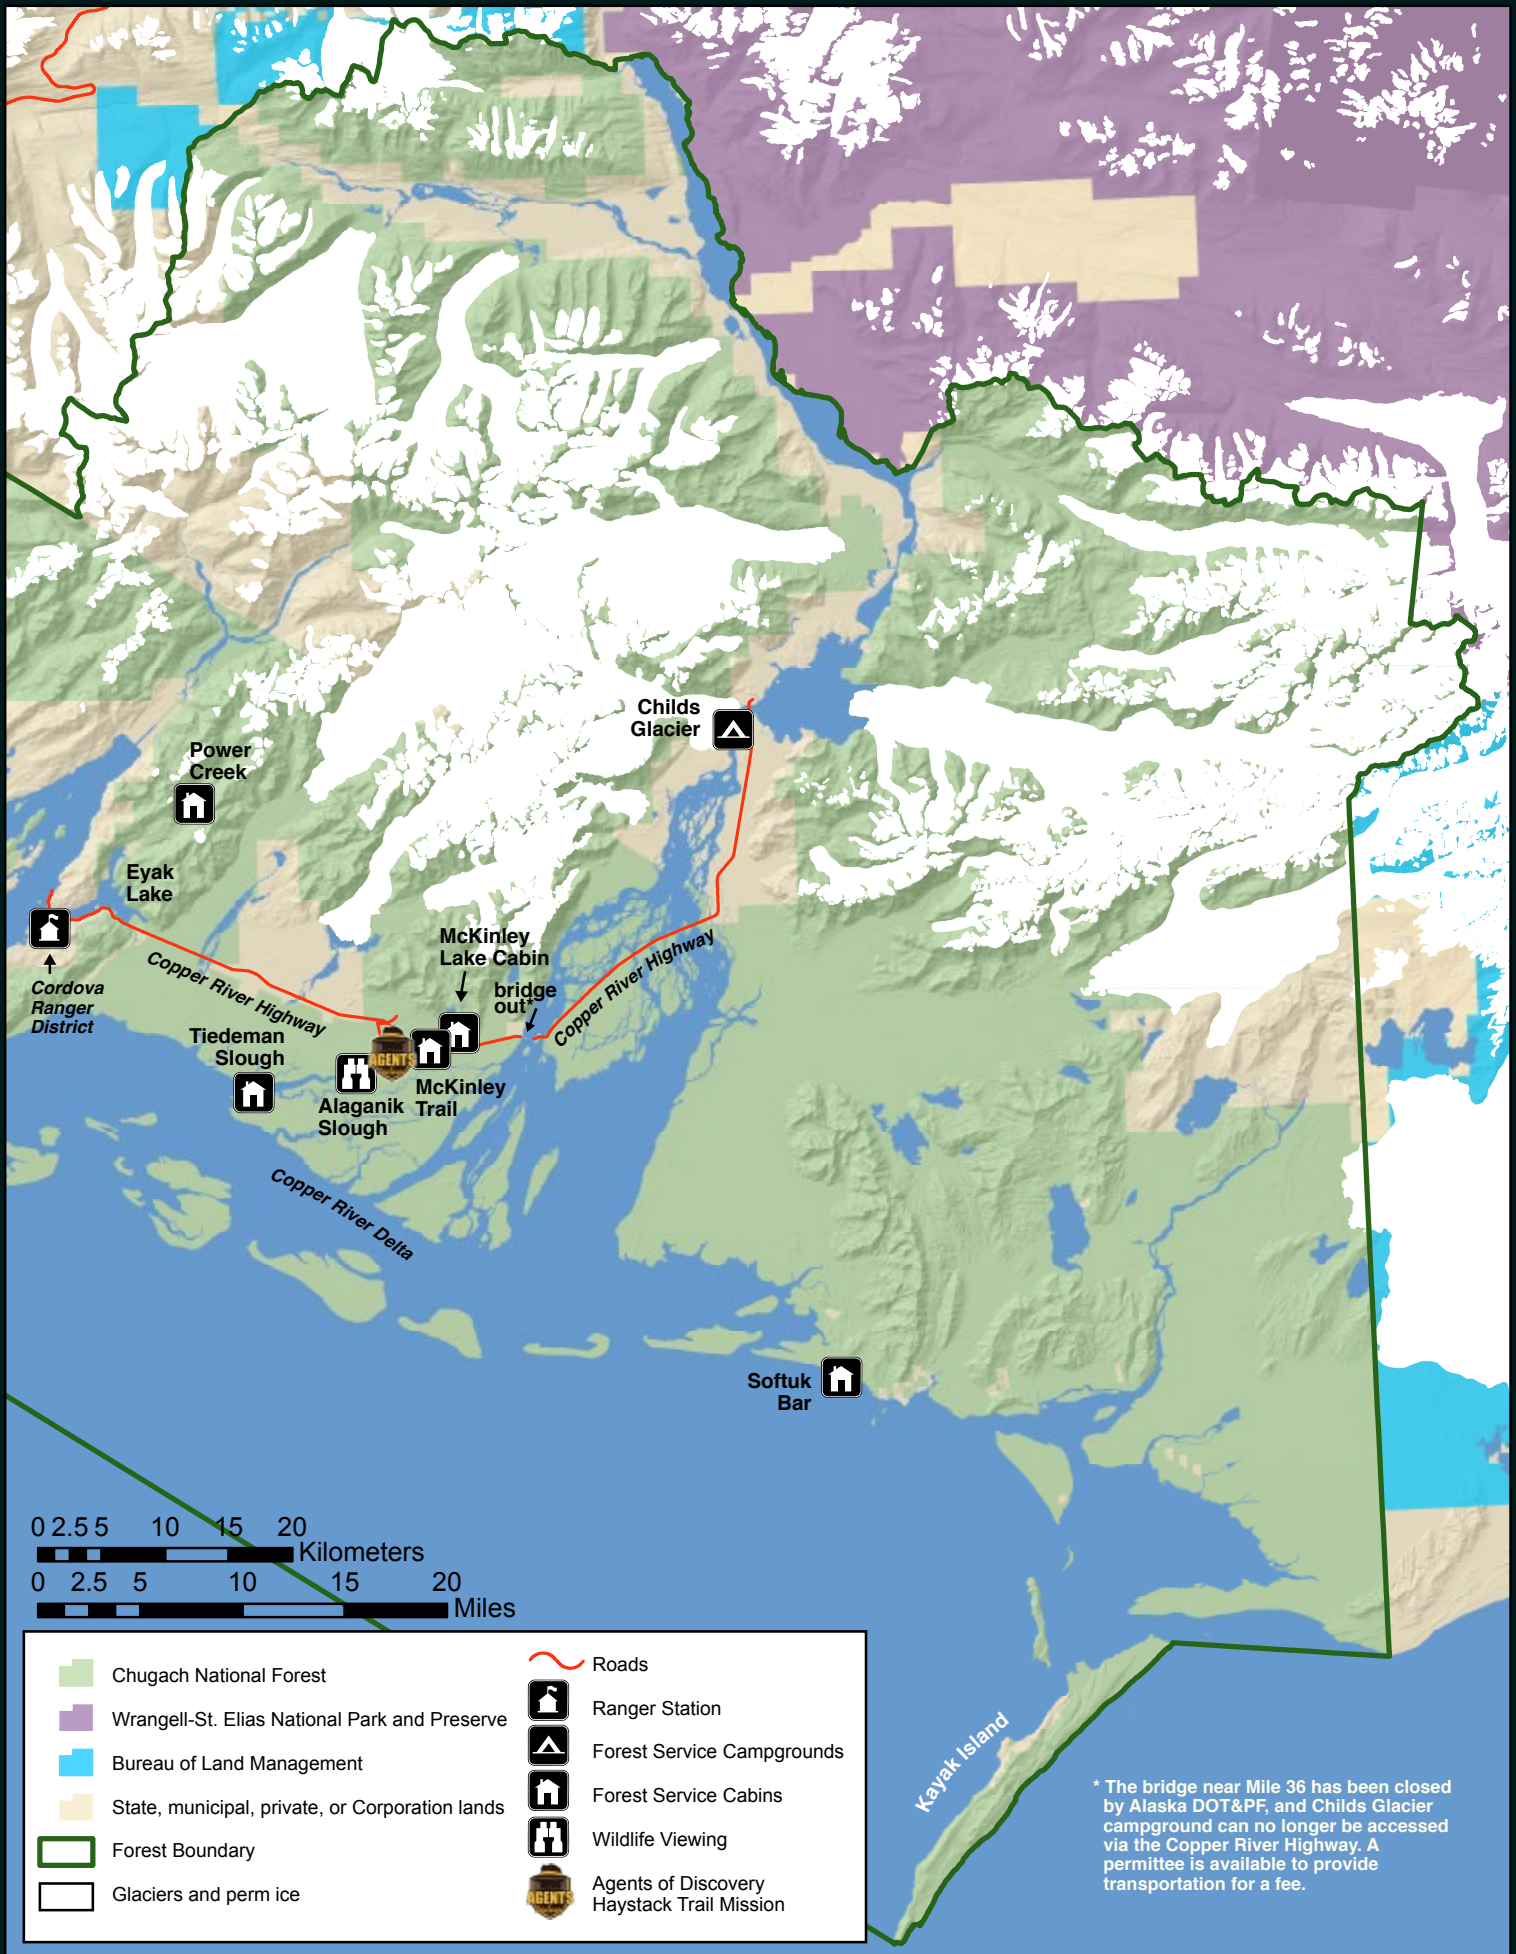 Childs
Glacier
Power
Creek
Eyak
Lake
McKinley
Lake Cabin
bridge
out*
Copper River Highway
Copper River Highway
Cordova
Ranger
District
Tiedeman
Slough
AGENTS
McKinley
Trail
Alaganik
Slough
Copper River Delta
Softuk
Bar
0 2.5 5 10 15 20
Kilometers
0 2.5 5 10 15 20
Miles
Chugach National Forest
Wrangell-St. Elias National Park and Preserve
Bureau of Land Management
State, municipal, private, or Corporation lands
Forest Boundary
Glaciers and perm ice
Roads
Ranger Station
Forest Service Campgrounds
Forest Service Cabins
Wildlife Viewing
AGENTS
Agents of Discovery
Haystack Trail Mission
Kayak Island
* The bridge near Mile 36 has been closed
by Alaska DOT&PF, and Childs Glacier
campground can no longer be accessed
via the Copper River Highway. A
permittee is available to provide
transportation for a fee.